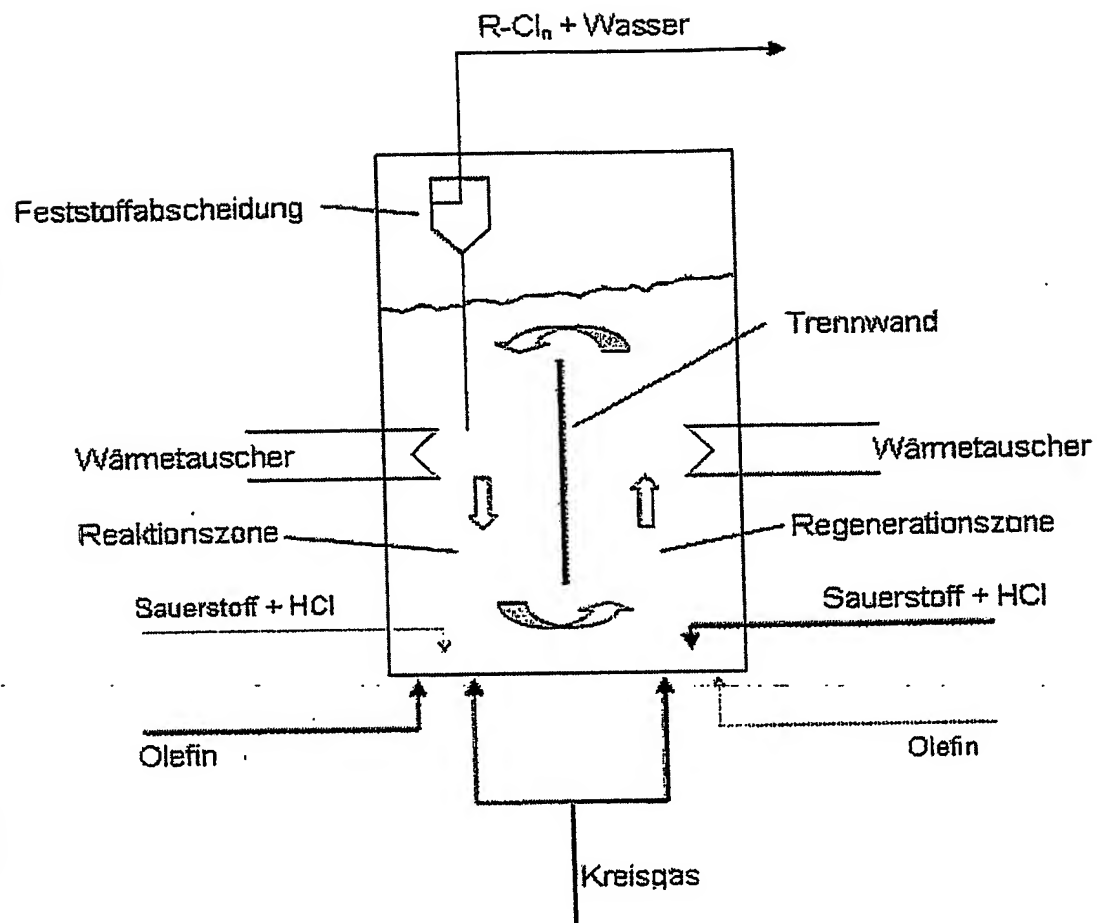 R-Clₙ + Wasser
Feststoffabscheidung
Trennwand
Wärmetauscher
Wärmetauscher
Reaktionszone
Regenerationszone
Sauerstoff + HCl
Sauerstoff + HCl
Olefin
Olefin
Kreisgas